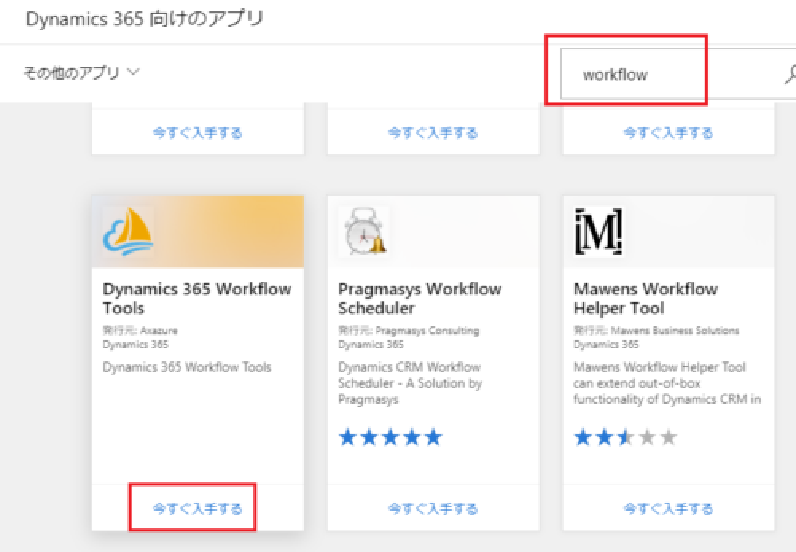 Dynamics 365 向けのアプリ
その他のアプリ
workflow
今すぐ入手する
今すぐ入手する
今すぐ入手する
Dynamics 365 Workflow
Tools
発行元: Axazure
Dynamics 365
Dynamics 365 Workflow Tools
今すぐ入手する
Pragmasys Workflow
Scheduler
発行元: Pragmasys Consulting
Dynamics 365
Dynamics CRM Workflow
Scheduler - A Solution by
Pragmasys
今すぐ入手する
[M!]
Mawens Workflow
Helper Tool
発行元: Mawens Business Solutions
Dynamics 365
Mawens Workflow Helper Tool
can extend out-of-box
functionality of Dynamics CRM in
今すぐ入手する